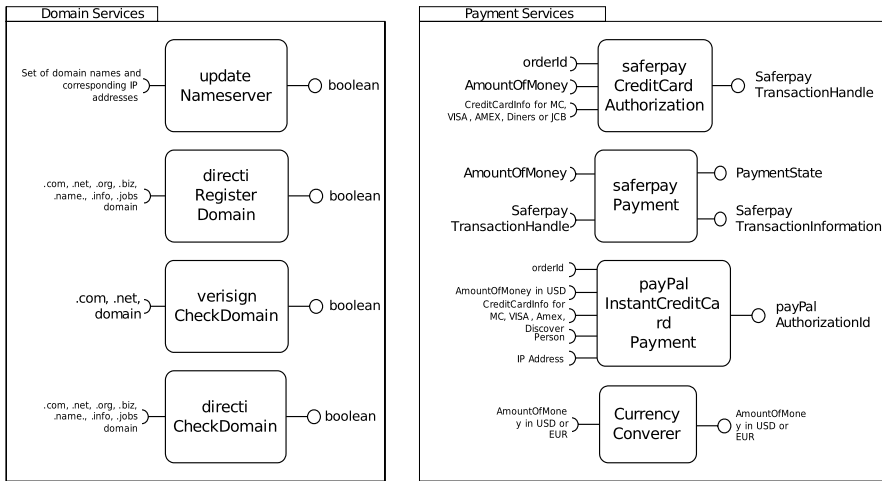 Domain Services
Set of domain names and
corresponding IP
addresses
update
Nameserver
boolean
.com, .net, .org, .biz,
.name., .info, .jobs
domain
directi
Register
Domain
boolean
.com, .net,
domain
verisign
CheckDomain
boolean
.com, .net, .org, .biz,
.name., .info, .jobs
domain
directi
CheckDomain
boolean
Payment Services
orderId
AmountOfMoney
CreditCardInfo for MC,
VISA, AMEX, Diners or JCB
saferpay
CreditCard
Authorization
Saferpay
TransactionHandle
AmountOfMoney
Saferpay
TransactionHandle
saferpay
Payment
PaymentState
Saferpay
TransactionInformation
orderId
AmountOfMoney in USD
CreditCardInfo for
MC, VISA , Amex,
Discover
Person
IP Address
payPal
InstantCreditCa
rd
Payment
payPal
AuthorizationId
AmountOfMone
y in USD or
EUR
Currency
Converer
AmountOfMone
y in USD or
EUR